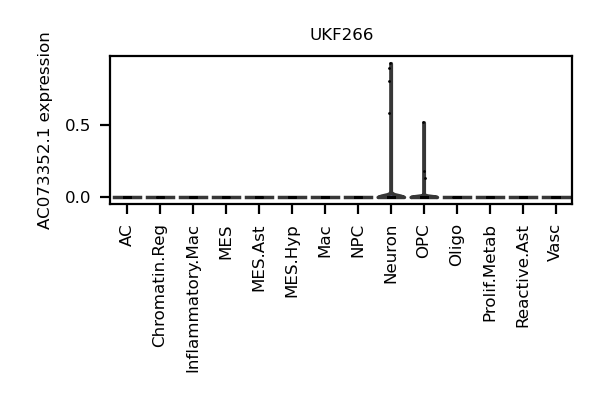 UKF266
AC073352.1 expression
0.5
0.0
AC
Chromatin.Reg
Inflammatory.Mac
MES
MES.Ast
MES.Hyp
Mac
NPC
Neuron
OPC
Oligo
Prolif.Metab
Reactive.Ast
Vasc